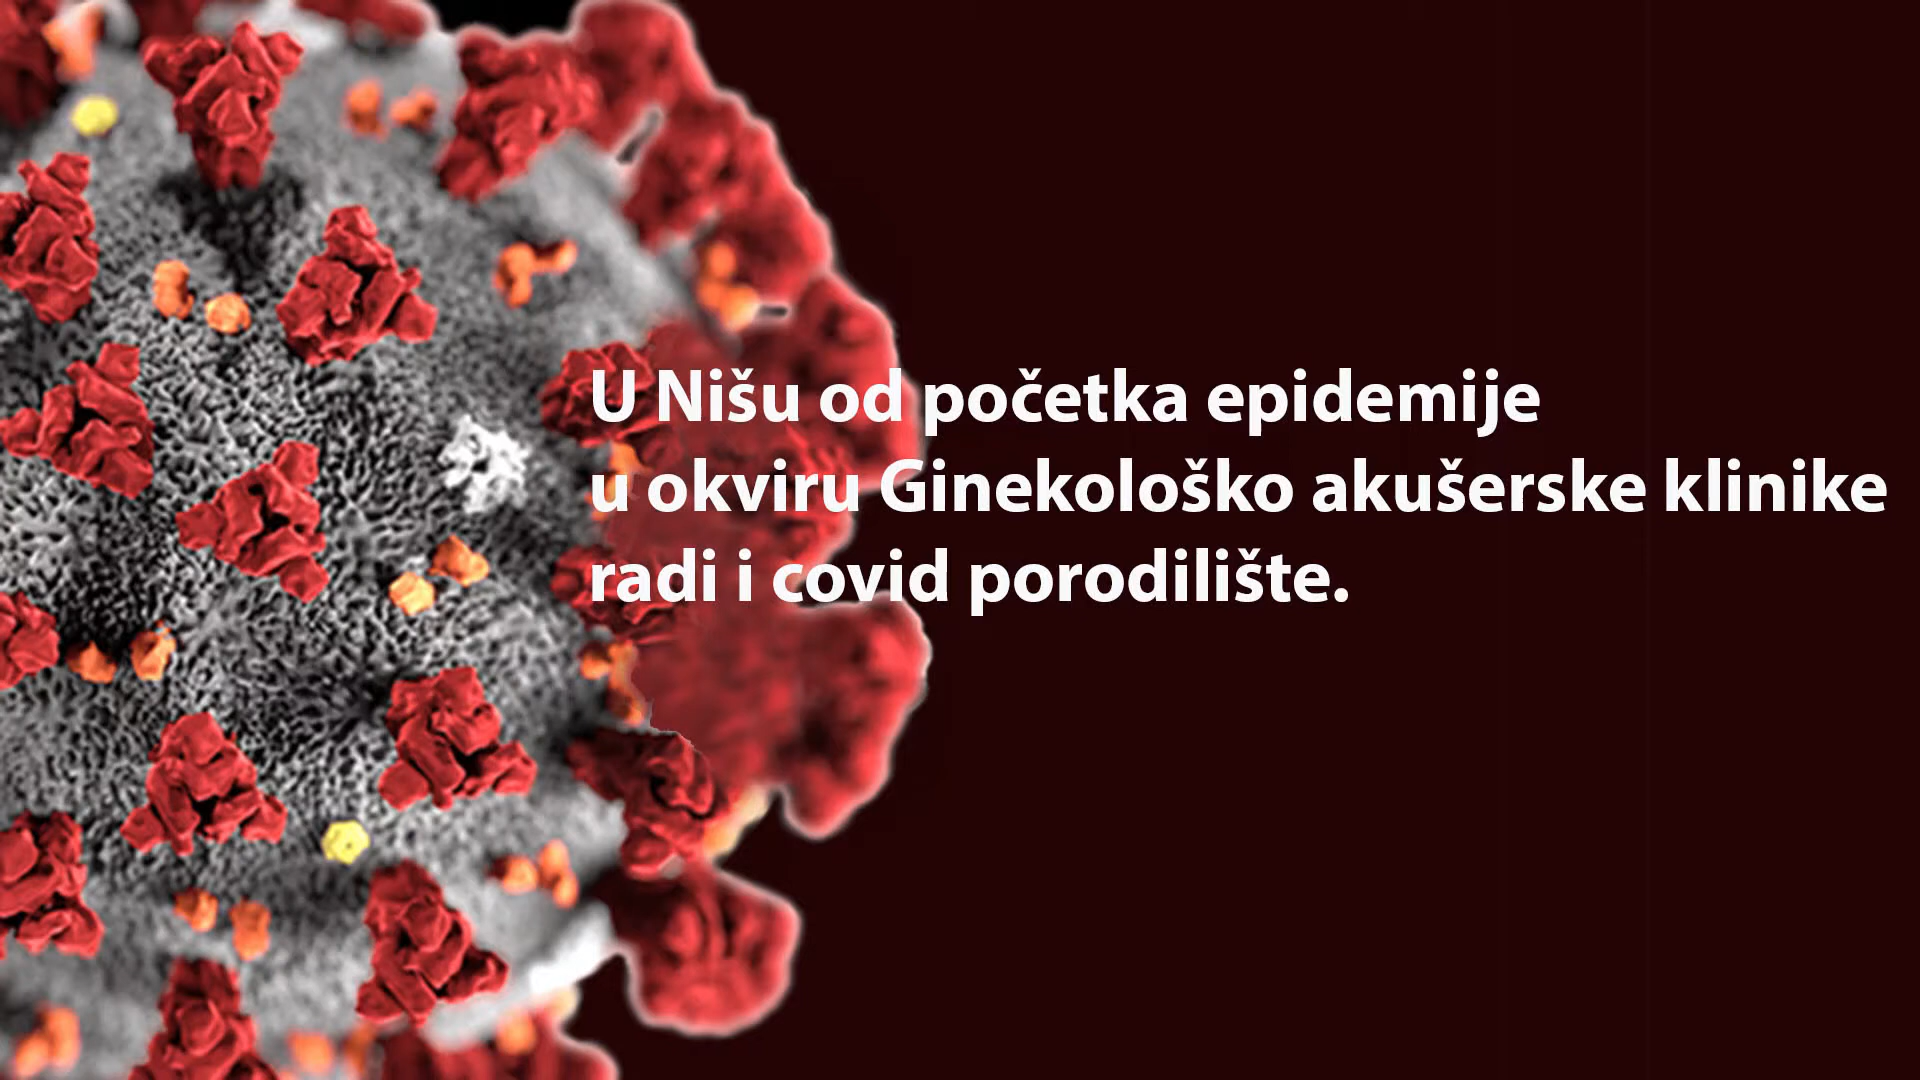 U Nišu od početka epidemije
u okviru Ginekološko akušerske klinike
radi i covid porodilište.